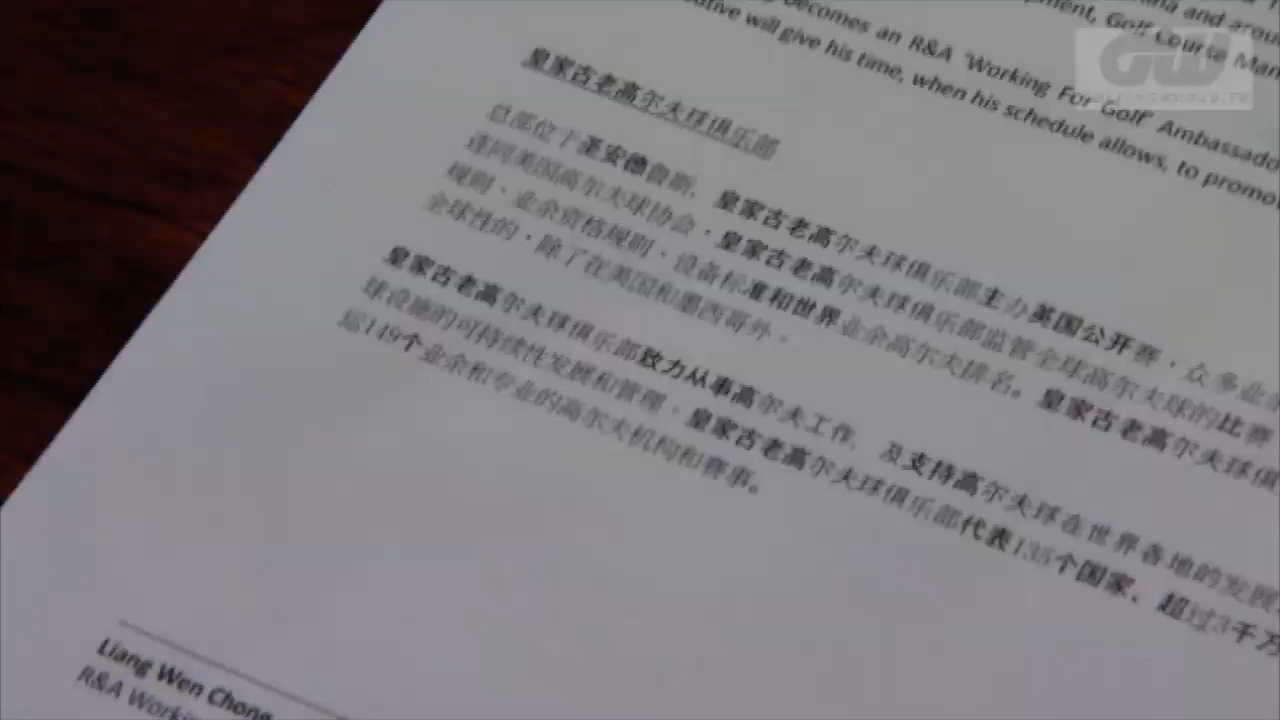 becomes an R&A 'Working For Golf' Ambassado
will give his time, when his schedule allows, to promo
皇家古老高尔夫球俱乐部
总部位于圣安德鲁斯，皇家古老高尔夫球俱乐部主办英国公开赛，众多业余
连同美国高尔夫球协会，皇家古老高尔夫球俱乐部监管全球高尔夫球的比赛
规则、业余资格规则、设备标准和世界业余高尔夫排名。皇家古老高尔夫球俱
全球性的，除了在美国和墨西哥外。
皇家古老高尔夫球俱乐部致力从事高尔夫工作，及支持高尔夫球在世界各地的发展
球设施的可持续性发展和管理。皇家古老高尔夫球俱乐部代表135个国家、超过3千万
149个业余和专业的高尔夫机构和赛事。
Liang Wen Chong
R&A Workin
GW